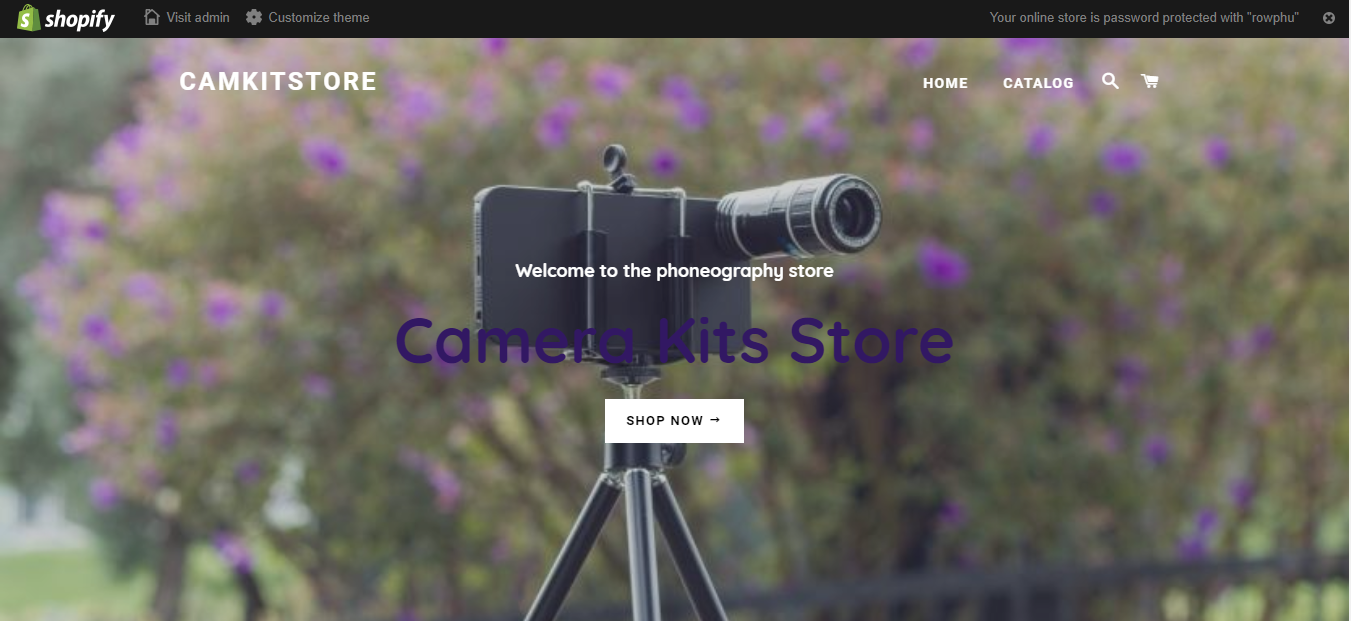 shopify Visit admin Customize theme Your online store is password protected with "rowphu"
CAMKITSTORE HOME CATALOG
Welcome to the phoneography store
Camera Kits Store
SHOP NOW →